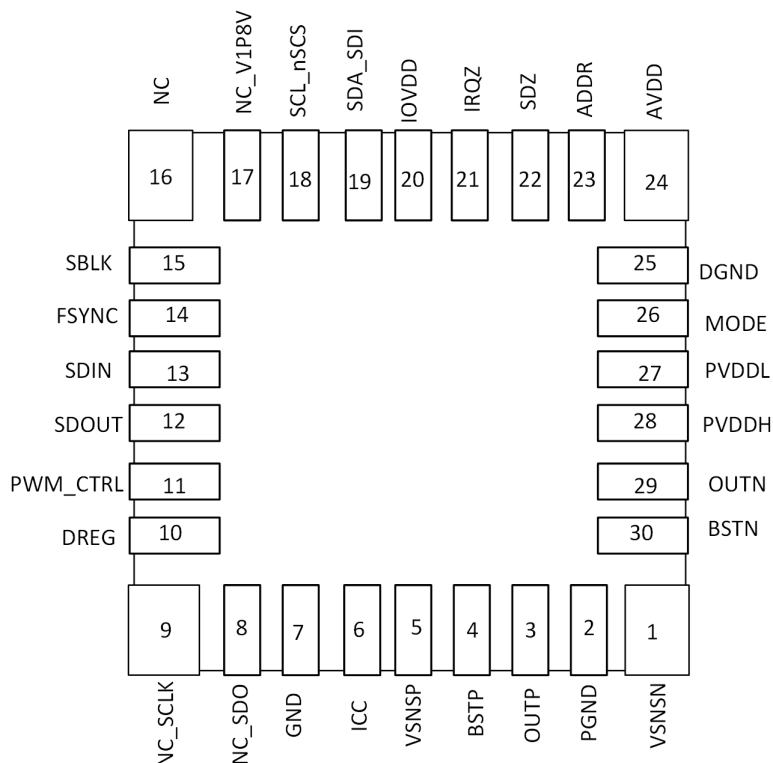 NC
NC_V1P8V
SCL_nSCS
SDA_SDI
IOVDD
IRQZ
SDZ
ADDR
AVDD
16
17
18
19
20
21
22
23
24
SBLK
15
25
DGND
FSYNC
14
26
MODE
SDIN
13
27
PVDDL
SDOUT
12
28
PVDDH
PWM_CTRL
11
29
OUTN
DREG
10
30
BSTN
9
8
7
6
5
4
3
2
1
NC_SCLK
NC_SDO
GND
ICC
VSNSP
BSTP
OUTP
PGND
VSNSN